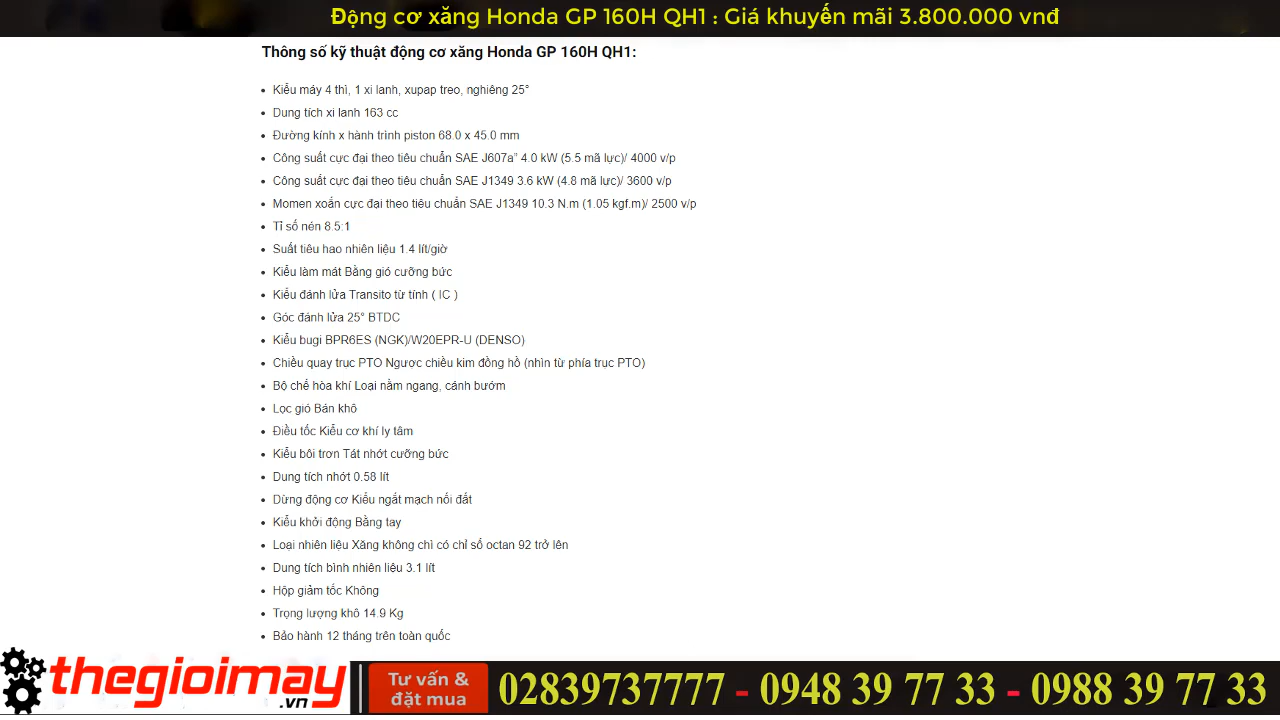 Động cơ xăng Honda GP 160H QH1 : Giá khuyến mãi 3.800.000 vnđ
Thông số kỹ thuật động cơ xăng Honda GP 160H QH1:
Kiểu máy 4 thì, 1 xi lanh, xupap treo, nghiêng 25°
Dung tích xi lanh 163 cc
Đường kính x hành trình piston 68.0 x 45.0 mm
Công suất cực đại theo tiêu chuẩn SAE J607a” 4.0 kW (5.5 mã lực)/ 4000 v/p
Công suất cực đại theo tiêu chuẩn SAE J1349 3.6 kW (4.8 mã lực)/ 3600 v/p
Momen xoắn cực đại theo tiêu chuẩn SAE J1349 10.3 N.m (1.05 kgf.m)/ 2500 v/p
Tỉ số nén 8.5:1
Suất tiêu hao nhiên liệu 1.4 lít/giờ
Kiểu làm mát Bằng gió cưỡng bức
Kiểu đánh lửa Transito từ tính ( IC )
Góc đánh lửa 25° BTDC
Kiểu bugi BPR6ES (NGK)/W20EPR-U (DENSO)
Chiều quay trục PTO Ngược chiều kim đồng hồ (nhìn từ phía trục PTO)
Bộ chế hòa khí Loại nằm ngang, cánh bướm
Lọc gió Bán khô
Điều tốc Kiểu cơ khí ly tâm
Kiểu bôi trơn Tát nhớt cưỡng bức
Dung tích nhớt 0.58 lít
Dừng động cơ Kiểu ngắt mạch nối đất
Kiểu khởi động Bằng tay
Loại nhiên liệu Xăng không chì có chỉ số octan 92 trở lên
Dung tích bình nhiên liệu 3.1 lít
Hộp giảm tốc Không
Trọng lượng khô 14.9 Kg
Bảo hành 12 tháng trên toàn quốc
thegioimay
.vn
Tư vấn &
đặt mua
02839737777 - 0948 39 77 33 - 0988 39 77 33